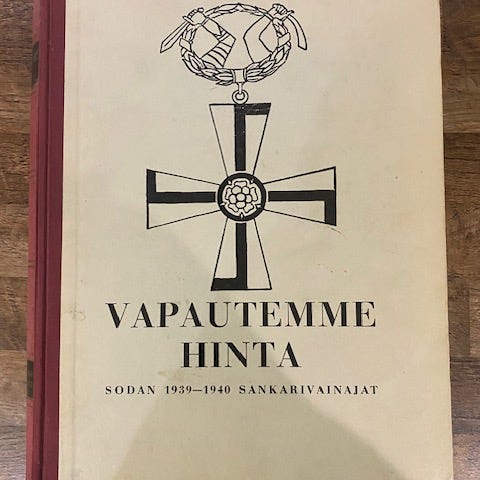 VAPAUTEMME
HINTA
SODAN 1939—1940 SANKARIVAINAJAT